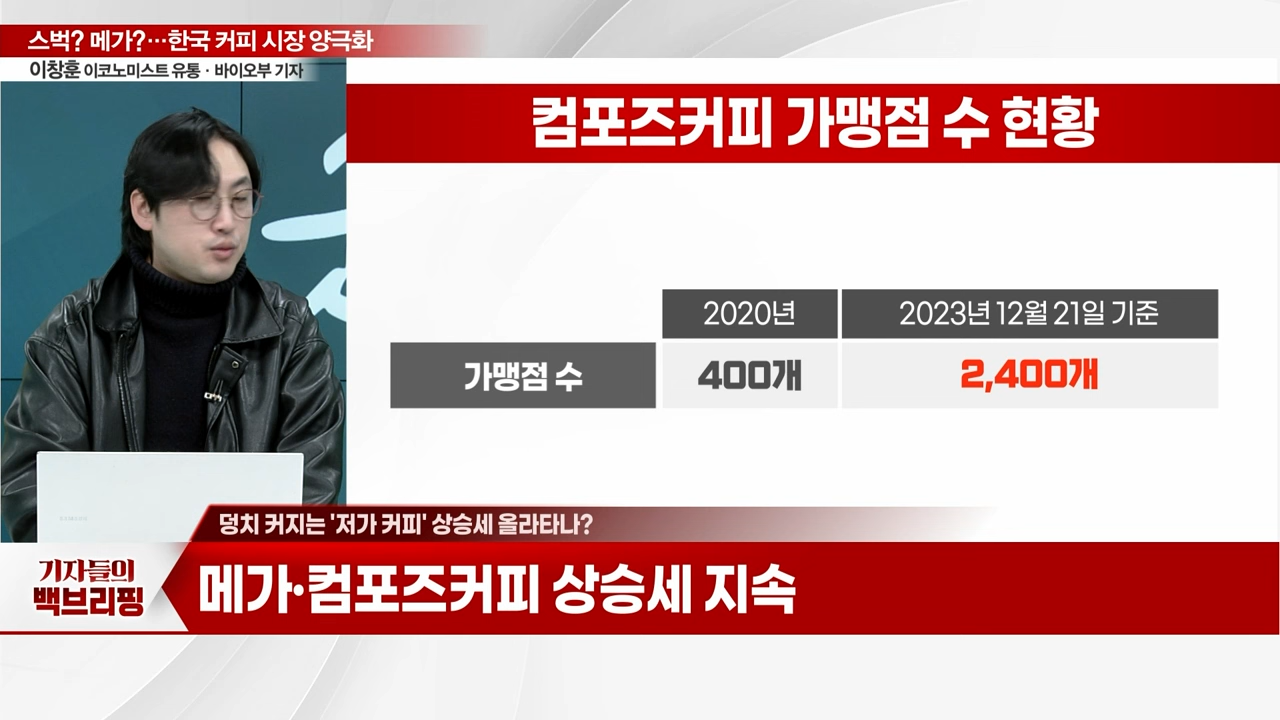 스벅? 메가?…한국 커피 시장 양극화
이창훈 이코노미스트 유통·바이오부 기자
컴포즈커피 가맹점 수 현황
2020년 2023년 12월 21일 기준
가맹점 수 400개 2,400개
SAMSUNG
덩치 커지는 '저가 커피' 상승세 올라타나?
기자들의
백브리핑
메가·컴포즈커피 상승세 지속